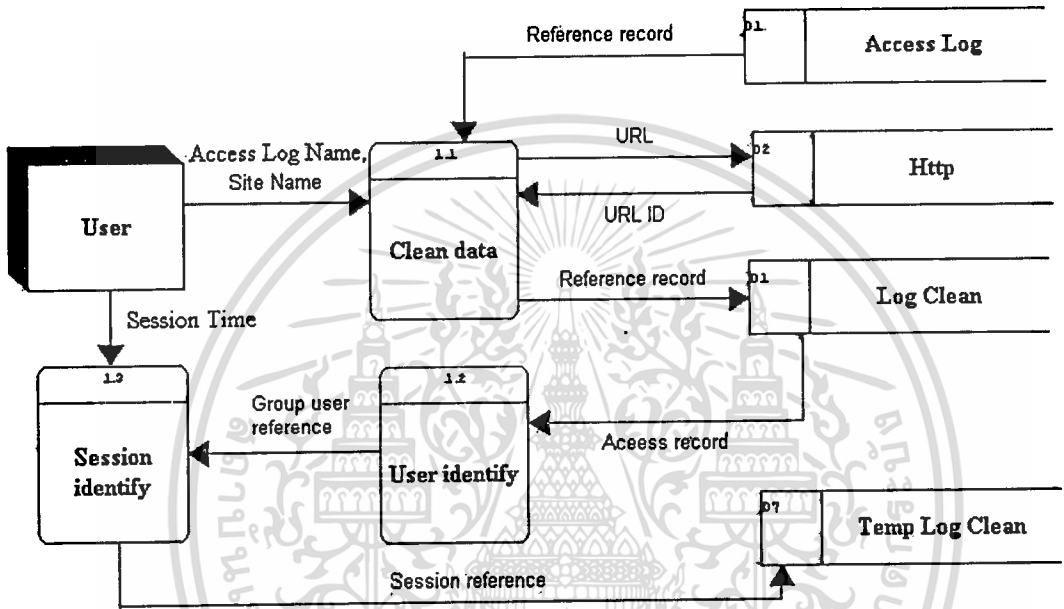 Reference record
D1
Access Log
Access Log Name,
Site Name
User
1.1
Clean data
URL
URL ID
D2
Http
Reference record
D1
Log Clean
Session Time
1.3
Session
identify
Group user
reference
1.2
User identify
Access record
D7
Temp Log Clean
Session reference